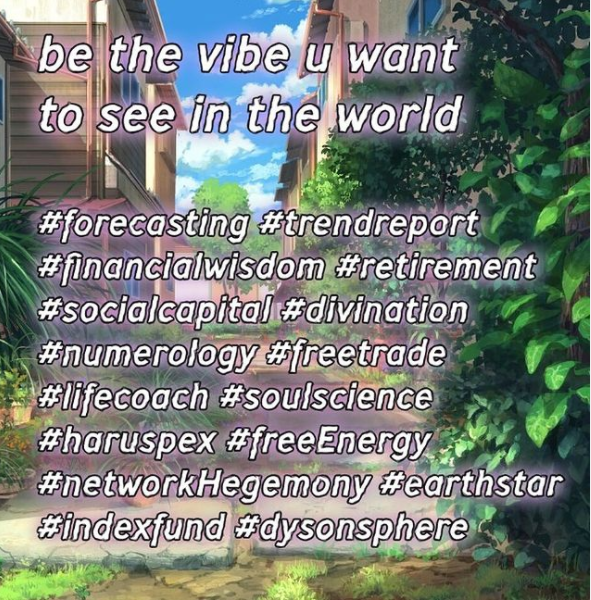 be the vibe u want
to see in the world
#forecasting #trendreport
#financialwisdom #retirement
#socialcapital #divination
#numerology #freetrade
#lifecoach #soulscience
#haruspex #freeEnergy
#networkHegemony #earthstar
#indexfund #dysonsphere